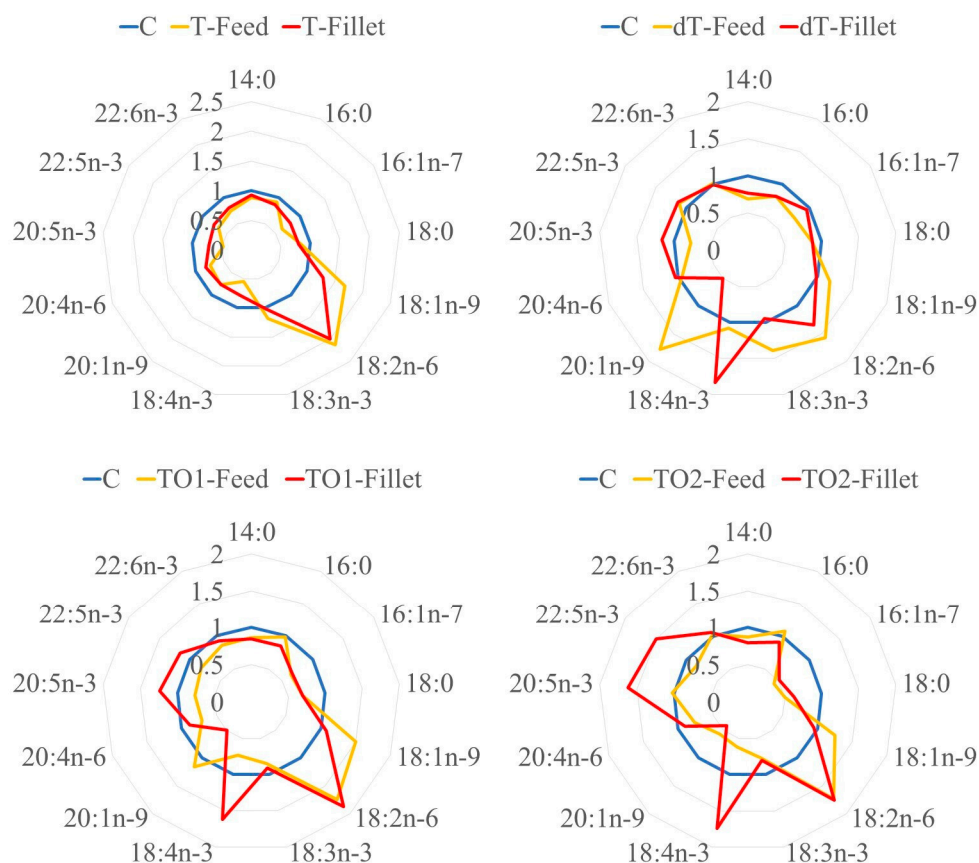 C T-Feed T-Fillet
14:0
16:0
16:1n-7
18:0
18:1n-9
18:2n-6
18:3n-3
18:4n-3
20:1n-9
20:4n-6
20:5n-3
22:5n-3
22:6n-3
2.5
2
1.5
1
0.5
0
C dT-Feed dT-Fillet
14:0
16:0
16:1n-7
18:0
18:1n-9
18:2n-6
18:3n-3
18:4n-3
20:1n-9
20:4n-6
20:5n-3
22:5n-3
22:6n-3
2
1.5
1
0.5
0
C TO1-Feed TO1-Fillet
14:0
16:0
16:1n-7
18:0
18:1n-9
18:2n-6
18:3n-3
18:4n-3
20:1n-9
20:4n-6
20:5n-3
22:5n-3
22:6n-3
2
1.5
1
0.5
0
C TO2-Feed TO2-Fillet
14:0
16:0
16:1n-7
18:0
18:1n-9
18:2n-6
18:3n-3
18:4n-3
20:1n-9
20:4n-6
20:5n-3
22:5n-3
22:6n-3
2
1.5
1
0.5
0